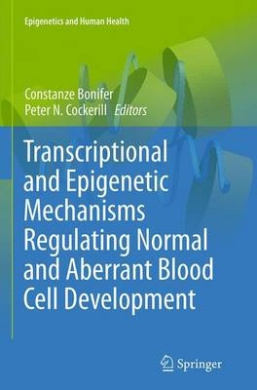 Epigenetics and Human Health
Constanze Bonifer
Peter N. Cockerill Editors
Transcriptional
and Epigenetic
Mechanisms
Regulating Normal
and Aberrant Blood
Cell Development
Springer